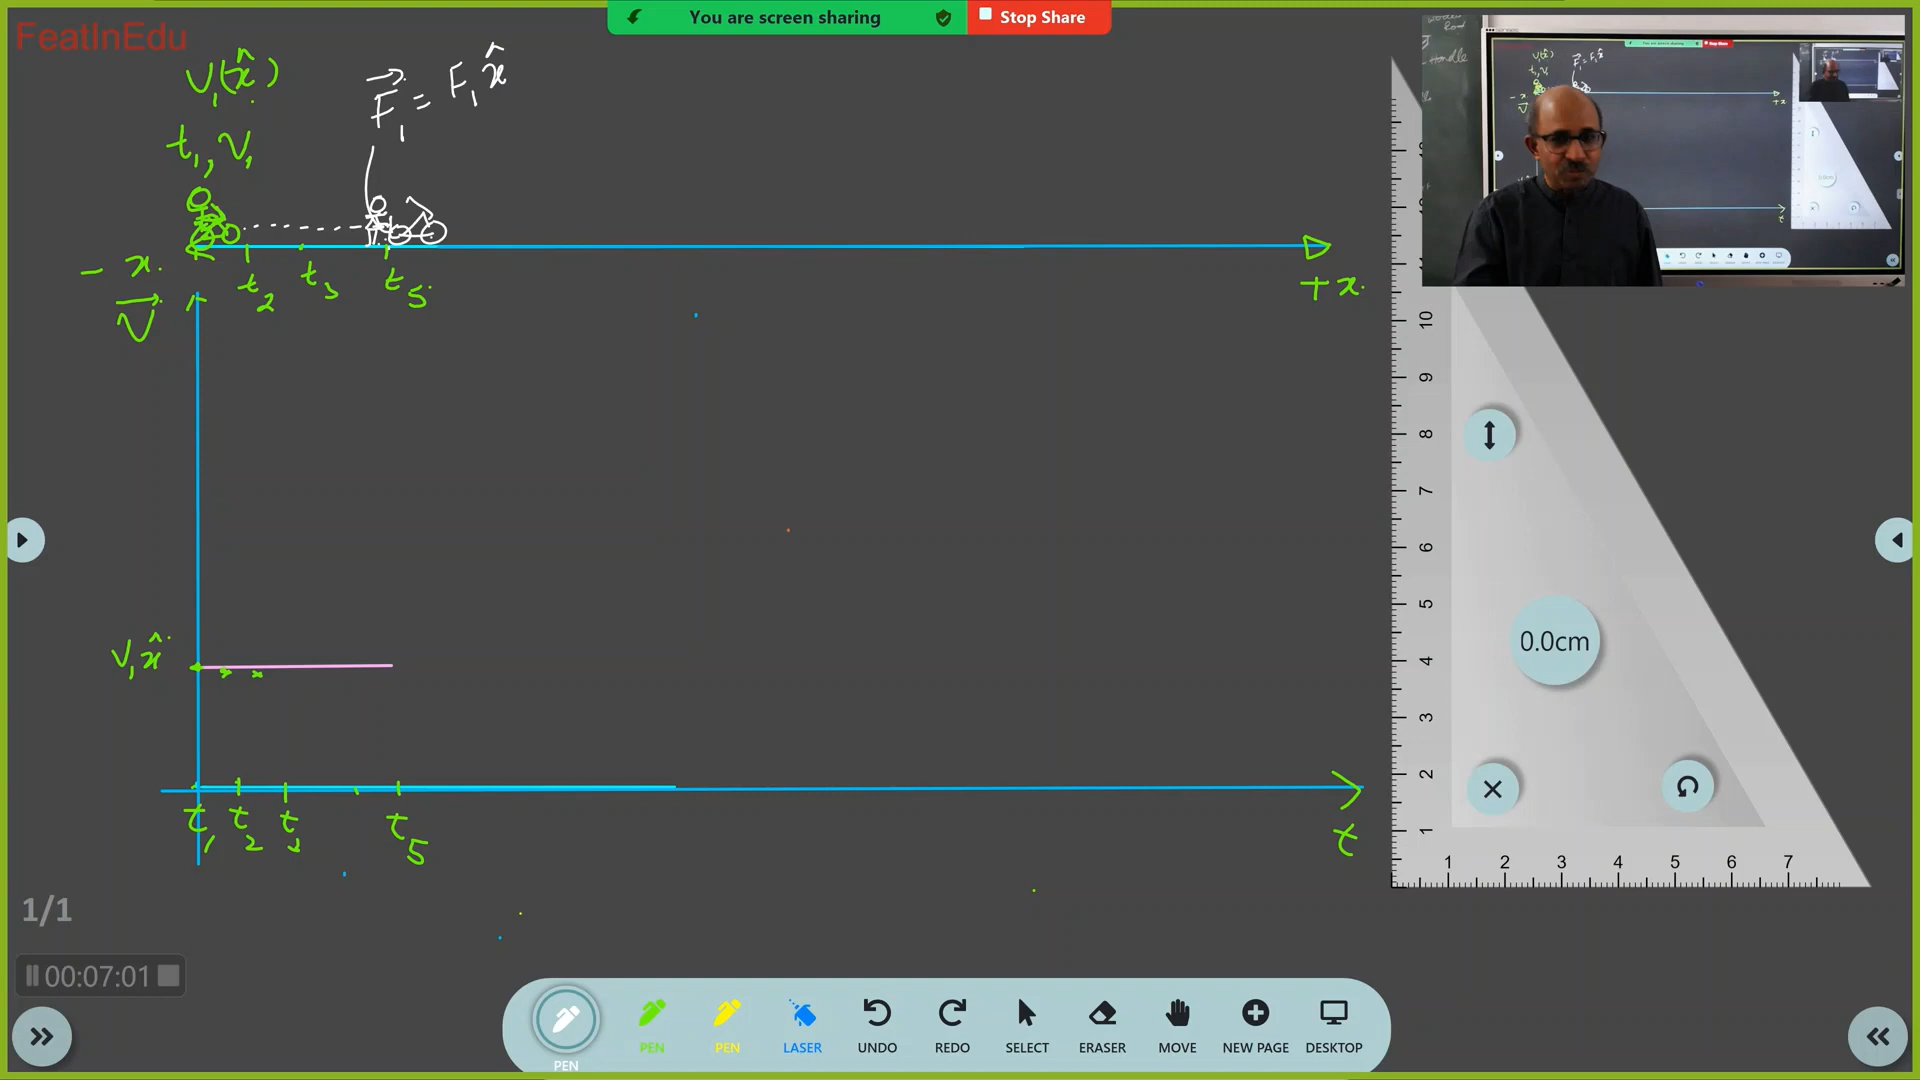 You are screen sharing
Stop Share
FeatInEdu
V₁(x̂)
F⃗₁ = F₁ x̂
t₁, V₁
- x
t₂ t₃ t₅
+ x
V⃗
V₁x̂
t₁ t₂ t₃ t₅
t
10
9
8
7
6
5
4
3
2
1
0.0cm
1 2 3 4 5 6 7
1/1
00:07:01
PEN PEN PEN LASER UNDO REDO SELECT ERASER MOVE NEW PAGE DESKTOP